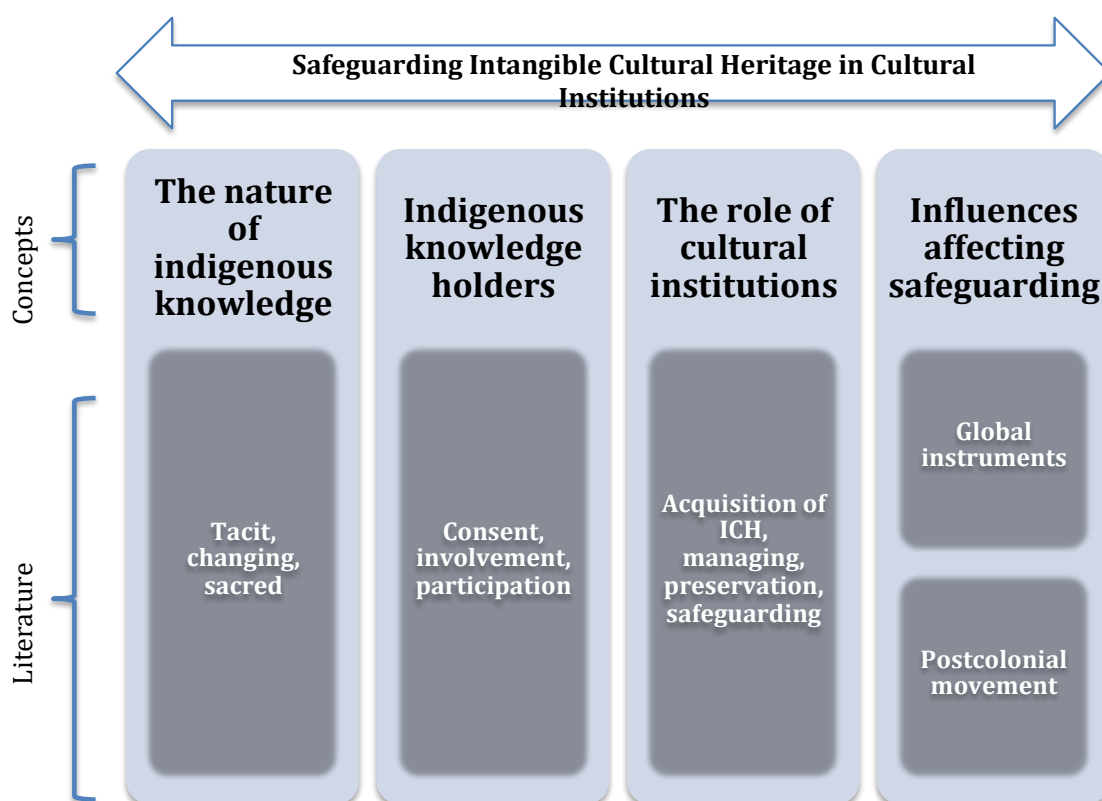 Safeguarding Intangible Cultural Heritage in Cultural
Institutions
Concepts
The nature
of
indigenous
knowledge
Indigenous
knowledge
holders
The role of
cultural
institutions
Influences
affecting
safeguarding
Literature
Tacit,
changing,
sacred
Consent,
involvement,
participation
Acquisition of
ICH,
managing,
preservation,
safeguarding
Global
instruments
Postcolonial
movement